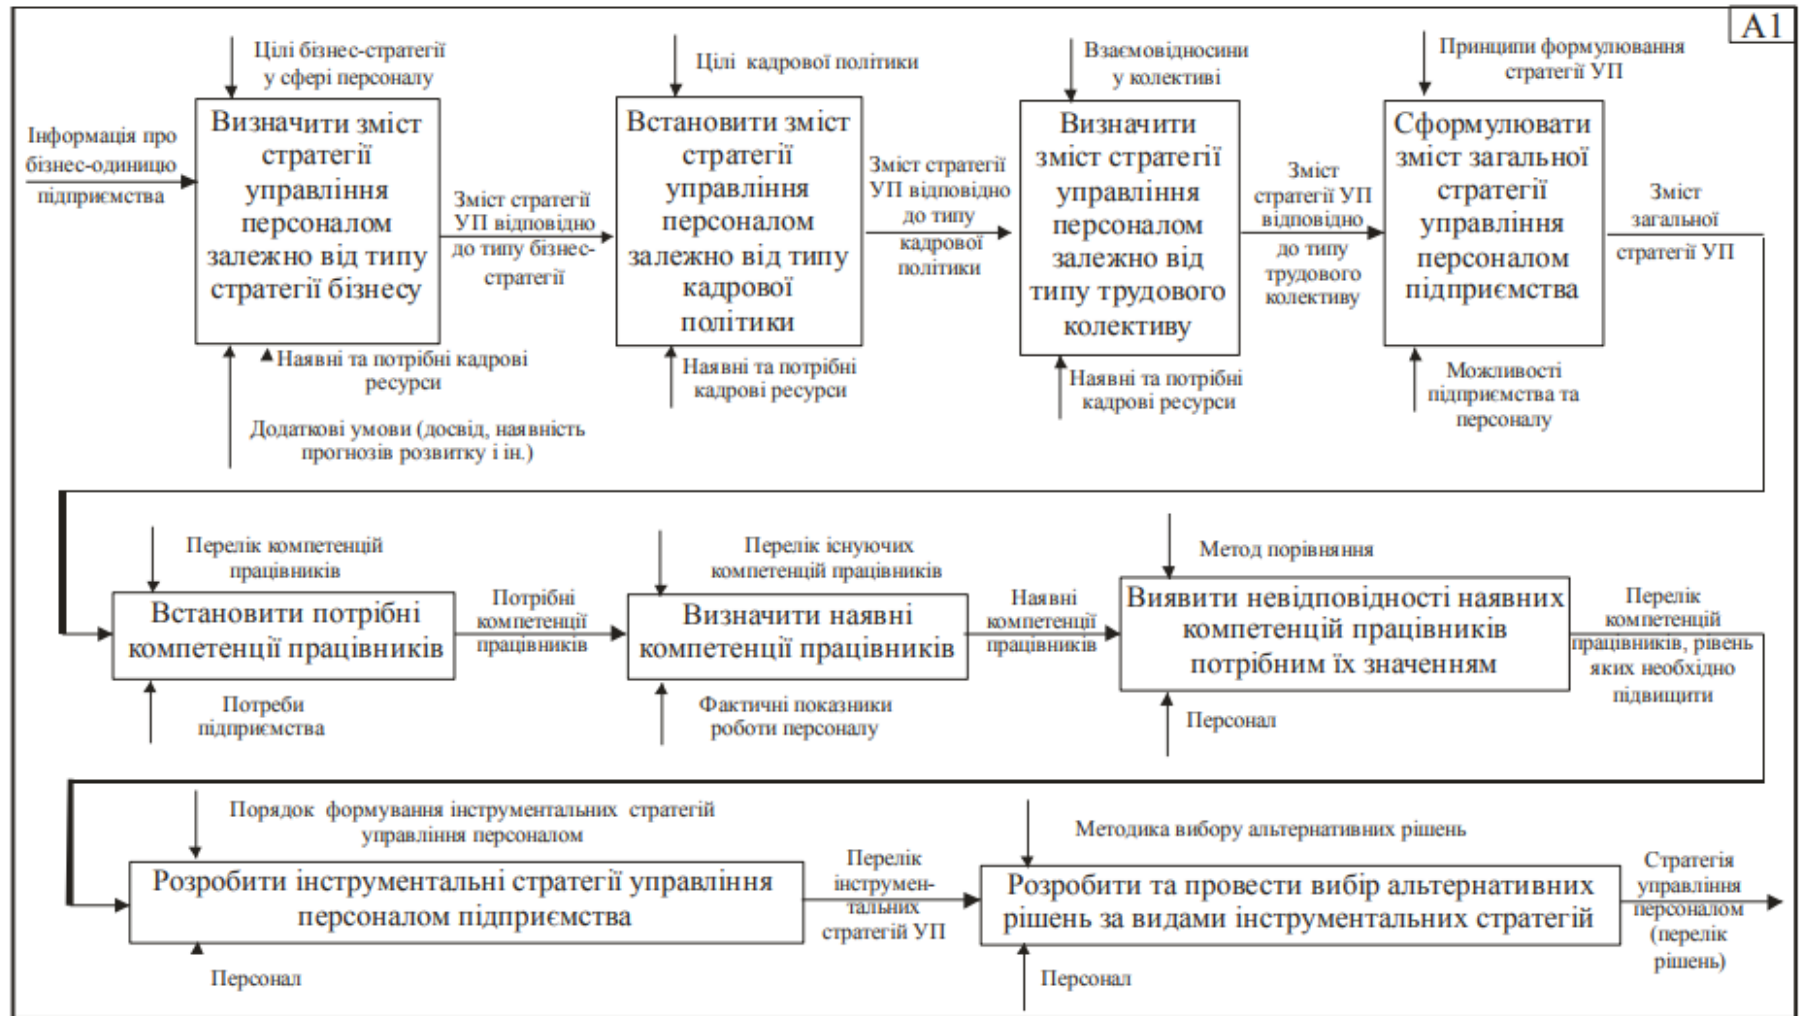 А1
Цілі бізнес-стратегії
у сфері персоналу
Цілі кадрової політики
Взаємовідносини
у колективі
Принципи формулювання
стратегії УП
Інформація про
бізнес-одиницю
підприємства
Визначити зміст
стратегії
управління
персоналом
залежно від типу
стратегії бізнесу
Зміст стратегії
УП відповідно
до типу бізнес-
стратегії
Встановити зміст
стратегії
управління
персоналом
залежно від типу
кадрової
політики
Зміст стратегії
УП відповідно
до типу
кадрової
політики
Визначити
зміст стратегії
управління
персоналом
залежно від
типу трудового
колективу
Зміст
стратегії УП
відповідно
до типу
трудового
колективу
Сформулювати
зміст загальної
стратегії
управління
персоналом
підприємства
Зміст
загальної
стратегії УП
Наявні та потрібні кадрові
ресурси
Додаткові умови (досвід, наявність
прогнозів розвитку і ін.)
Наявні та потрібні
кадрові ресурси
Наявні та потрібні
кадрові ресурси
Можливості
підприємства та
персоналу
Перелік компетенцій
працівників
Перелік існуючих
компетенцій працівників
Метод порівняння
Встановити потрібні
компетенції працівників
Потрібні
компетенції
працівників
Визначити наявні
компетенції працівників
Наявні
компетенції
працівників
Виявити невідповідності наявних
компетенцій працівників
потрібним їх значенням
Перелік
компетенцій
працівників, рівень
яких необхідно
підвищити
Потреби
підприємства
Фактичні показники
роботи персоналу
Персонал
Порядок формування інструментальних стратегій
управління персоналом
Методика вибору альтернативних рішень
Розробити інструментальні стратегії управління
персоналом підприємства
Перелік
інструмен-
тальних
стратегій УП
Розробити та провести вибір альтернативних
рішень за видами інструментальних стратегій
Стратегія
управління
персоналом
(перелік
рішень)
Персонал
Персонал